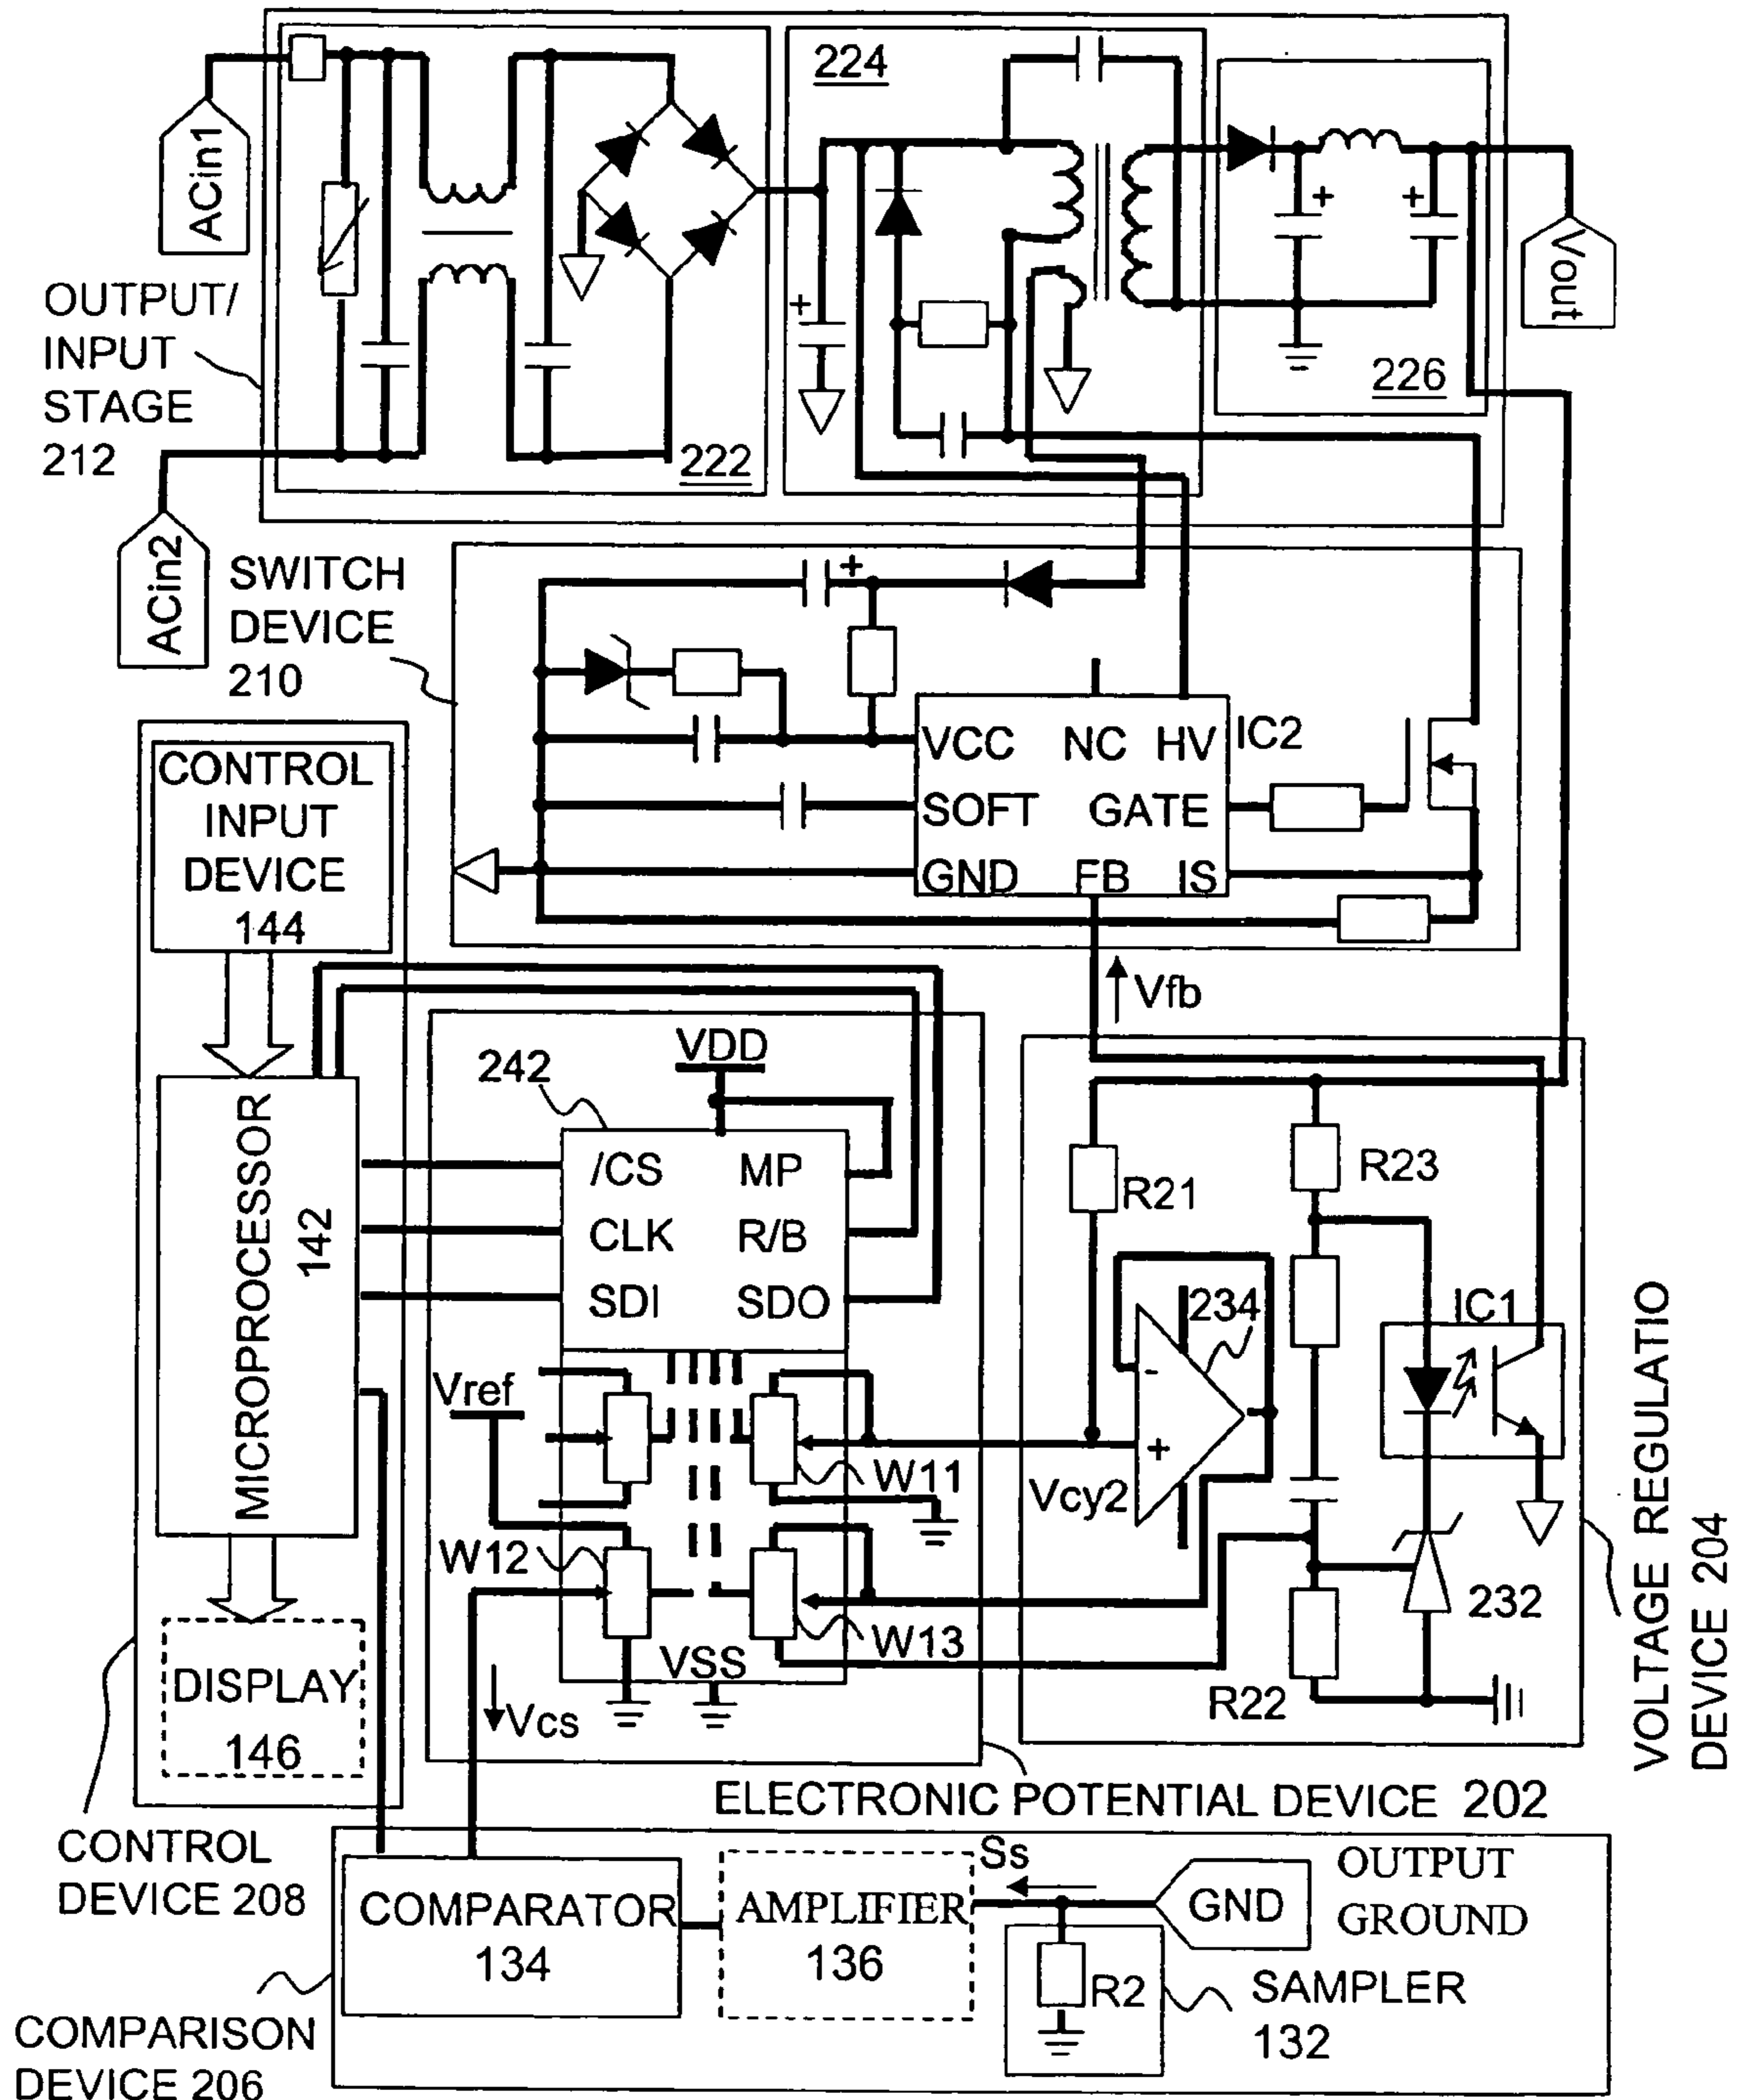 224
ACin1
+
+
+
Vout
OUTPUT/
INPUT
STAGE
212
222
226
ACin2
SWITCH
DEVICE
210
+
VCC NC HV IC2
SOFT GATE
GND FB IS
CONTROL
INPUT
DEVICE
144
Vfb
VDD
242
MICROPROCESSOR
142
/CS MP
CLK R/B
SDI SDO
R21
R23
234
IC1
-
+
Vref
W11
Vcy2
W12
W13
VSS
232
R22
Vcs
DISPLAY
146
VOLTAGE REGULATIO
DEVICE 204
ELECTRONIC POTENTIAL DEVICE 202
CONTROL
DEVICE 208
COMPARATOR
134
AMPLIFIER
136
Ss
GND
OUTPUT
GROUND
R2
SAMPLER
132
COMPARISON
DEVICE 206